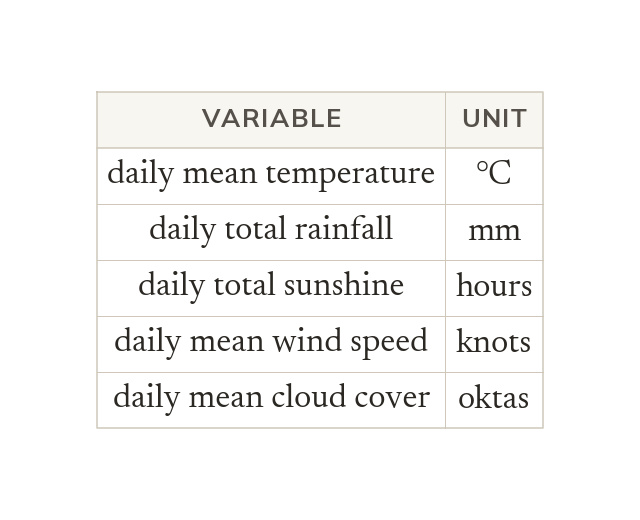 VARIABLE UNIT
daily mean temperature °C
daily total rainfall mm
daily total sunshine hours
daily mean wind speed knots
daily mean cloud cover oktas